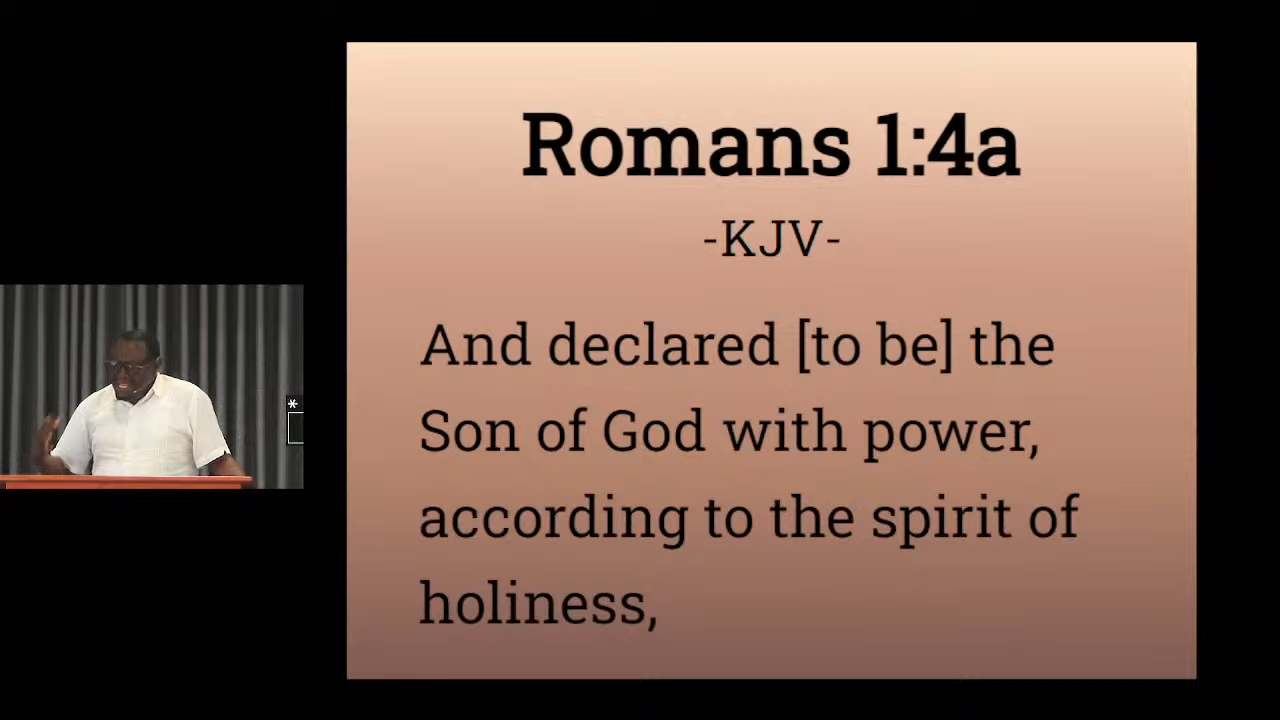 Romans 1:4a
-KJV-
And declared [to be] the
Son of God with power,
according to the spirit of
holiness,
*